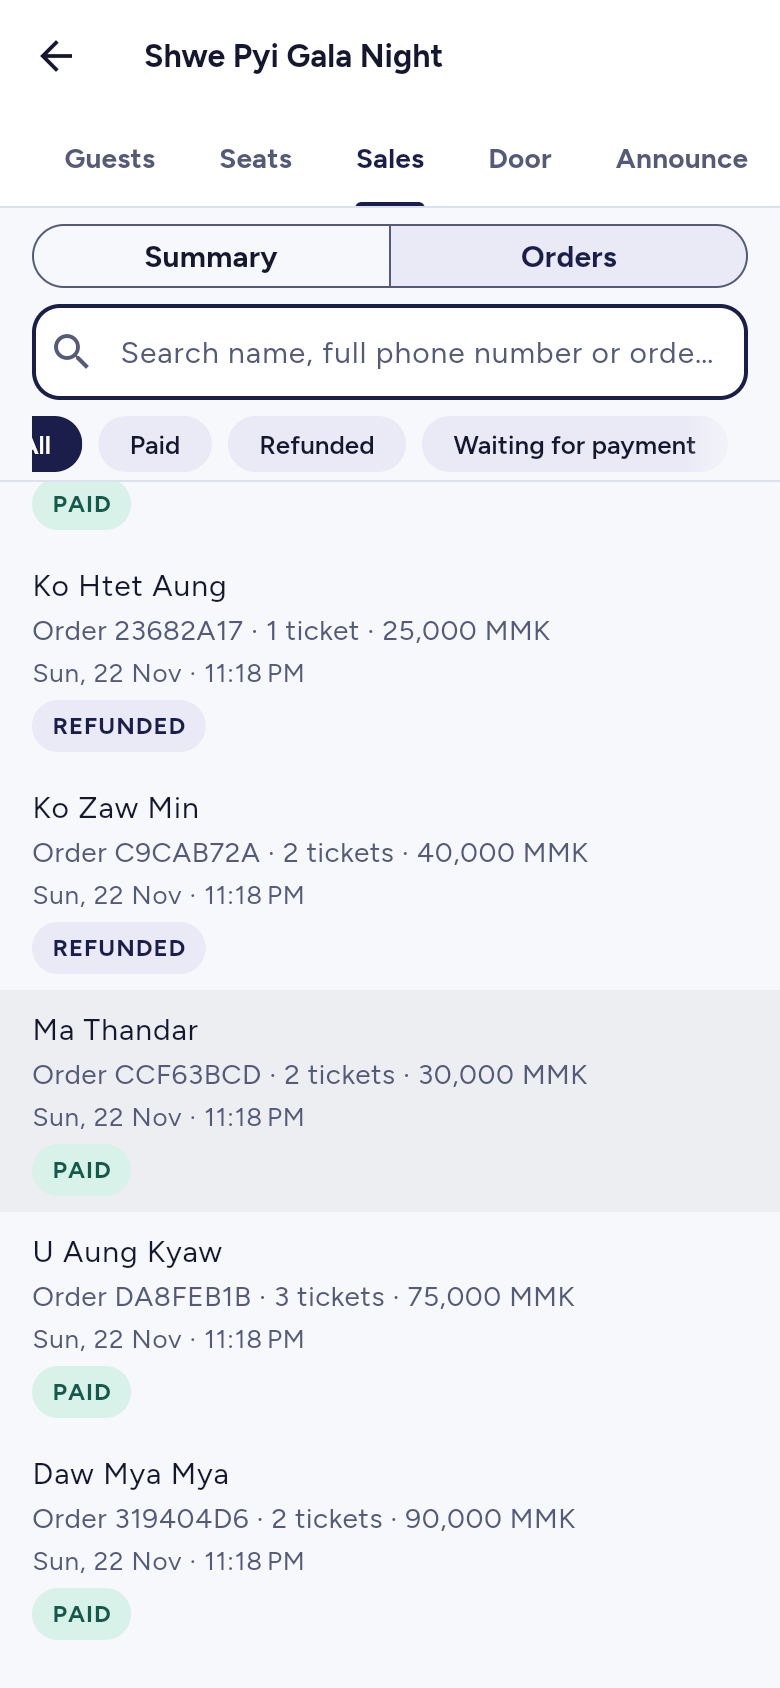 Shwe Pyi Gala Night
Guests Seats Sales Door Announce
Summary Orders
Search name, full phone number or orde...
All Paid Refunded Waiting for payment
PAID
Ko Htet Aung
Order 23682A17 · 1 ticket · 25,000 MMK
Sun, 22 Nov · 11:18 PM
REFUNDED
Ko Zaw Min
Order C9CAB72A · 2 tickets · 40,000 MMK
Sun, 22 Nov · 11:18 PM
REFUNDED
Ma Thandar
Order CCF63BCD · 2 tickets · 30,000 MMK
Sun, 22 Nov · 11:18 PM
PAID
U Aung Kyaw
Order DA8FEB1B · 3 tickets · 75,000 MMK
Sun, 22 Nov · 11:18 PM
PAID
Daw Mya Mya
Order 319404D6 · 2 tickets · 90,000 MMK
Sun, 22 Nov · 11:18 PM
PAID